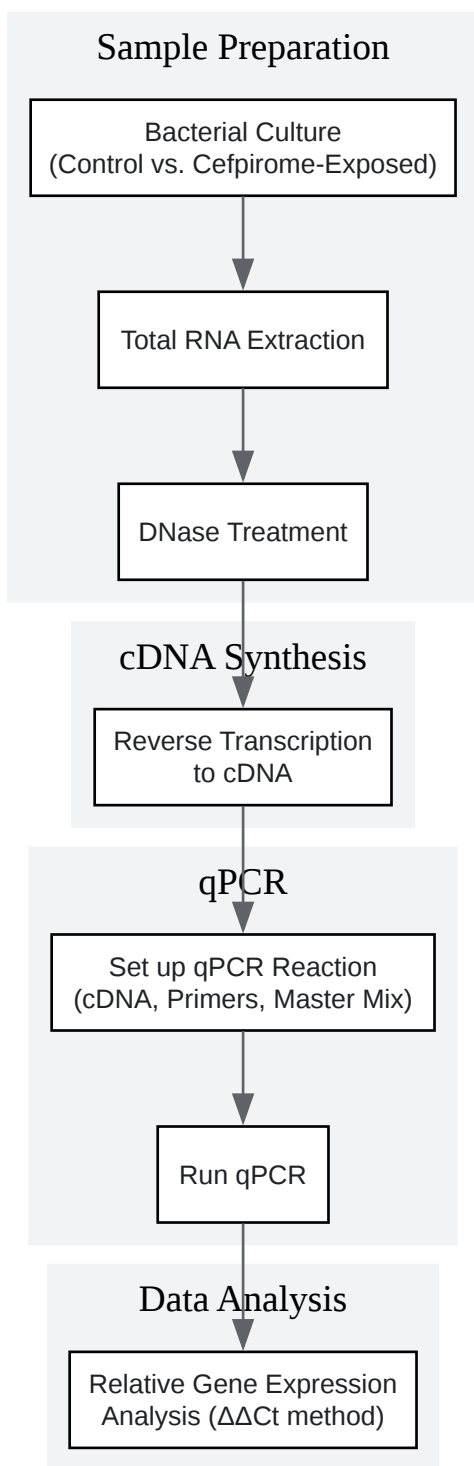 Sample Preparation
Bacterial Culture
(Control vs. Cefpirome-Exposed)
Total RNA Extraction
DNase Treatment
cDNA Synthesis
Reverse Transcription
to cDNA
qPCR
Set up qPCR Reaction
(cDNA, Primers, Master Mix)
Run qPCR
Data Analysis
Relative Gene Expression
Analysis (ΔΔCt method)